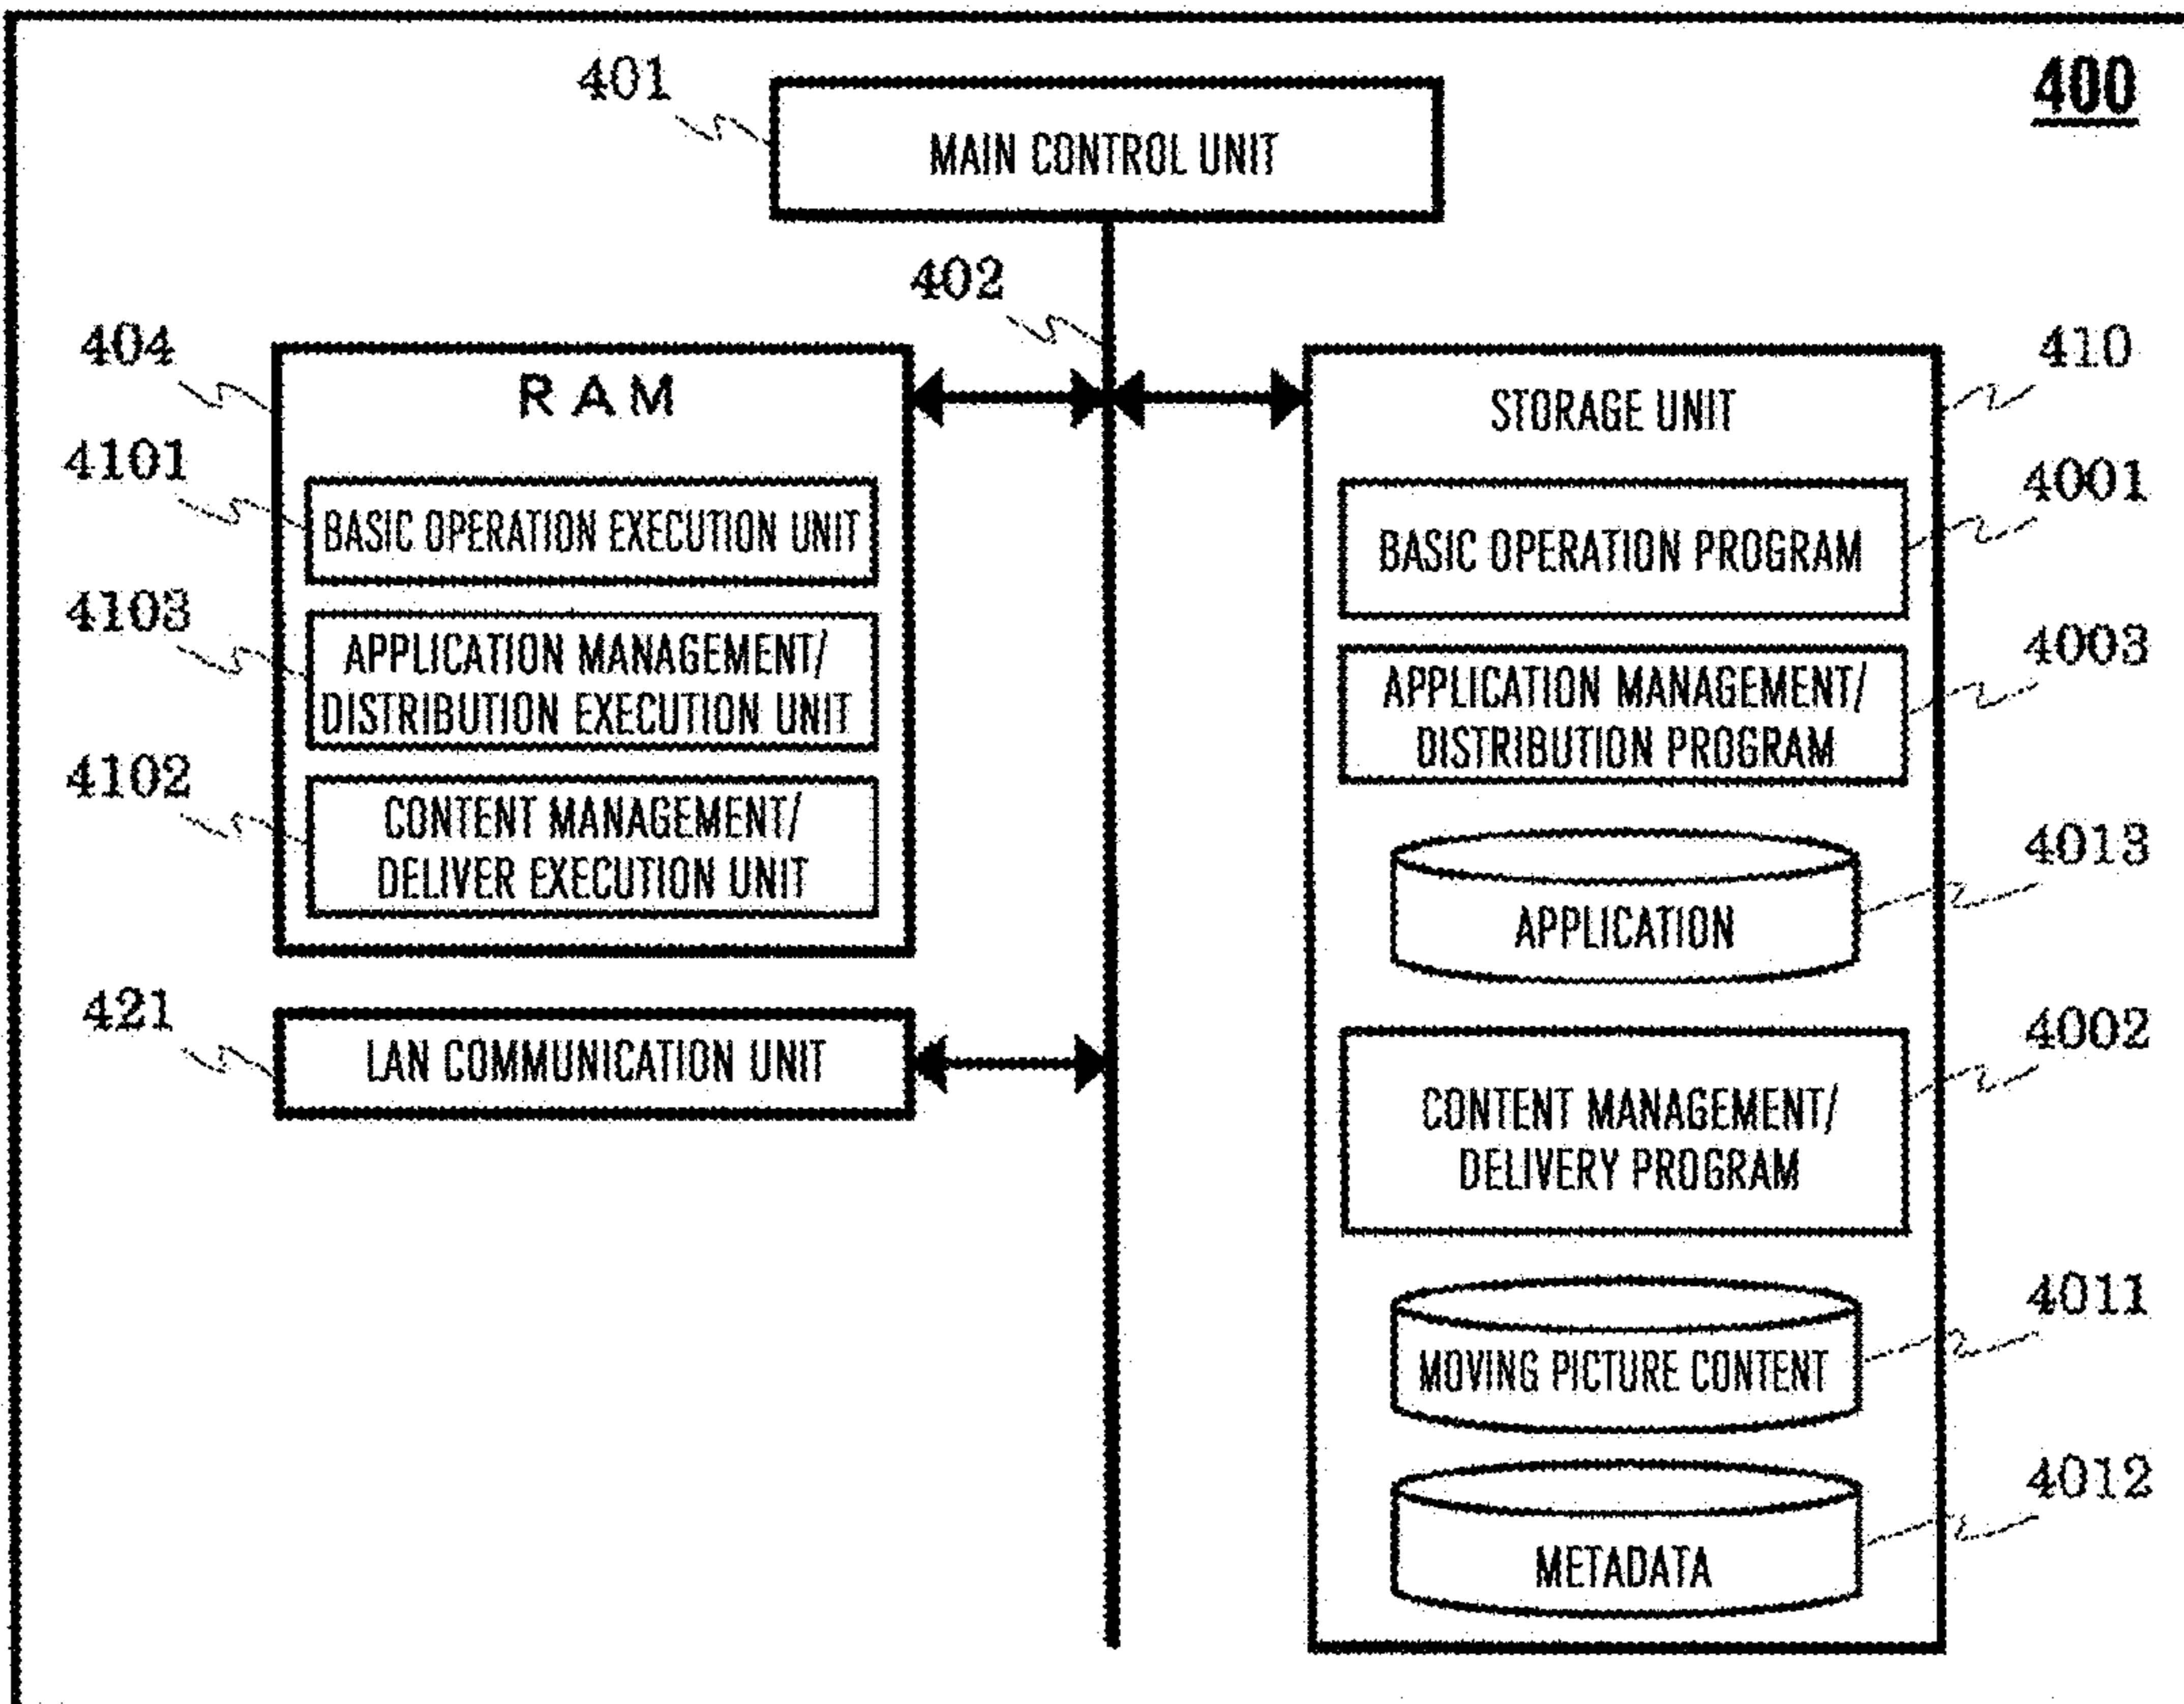 400
401
MAIN CONTROL UNIT
402
404
RAM
4101
BASIC OPERATION EXECUTION UNIT
4103
APPLICATION MANAGEMENT/
DISTRIBUTION EXECUTION UNIT
4102
CONTENT MANAGEMENT/
DELIVER EXECUTION UNIT
421
LAN COMMUNICATION UNIT
410
STORAGE UNIT
4001
BASIC OPERATION PROGRAM
4003
APPLICATION MANAGEMENT/
DISTRIBUTION PROGRAM
4013
APPLICATION
4002
CONTENT MANAGEMENT/
DELIVERY PROGRAM
4011
MOVING PICTURE CONTENT
4012
METADATA